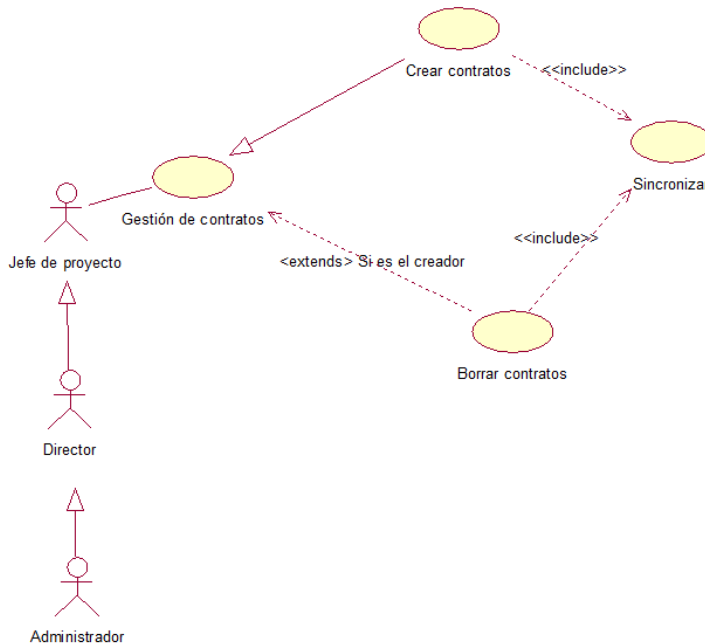 Crear contratos
<<include>>
Sincronizar
Gestión de contratos
<<include>>
Jefe de proyecto
<extends> Si es el creador
Borrar contratos
Director
Administrador